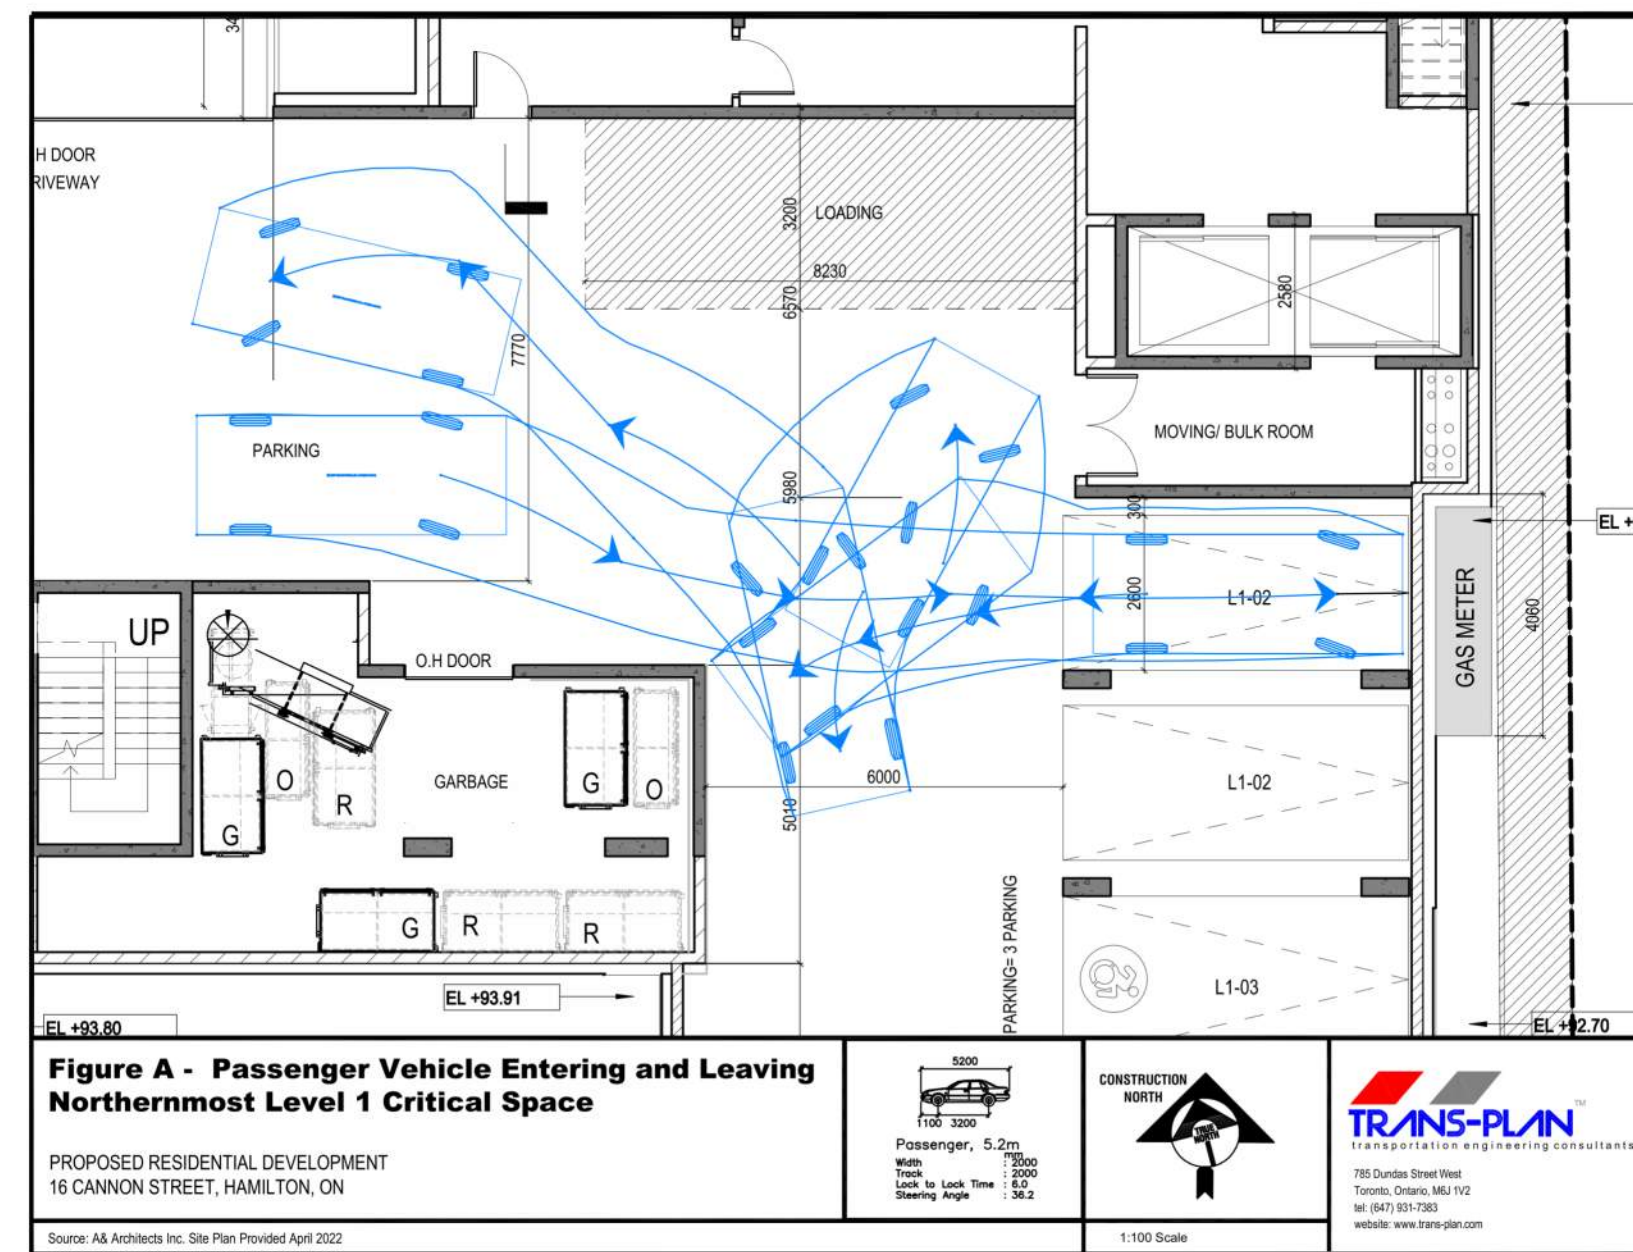 34
H DOOR
RIVEWAY
LOADING
3200
8230
6570
2580
7770
MOVING/ BULK ROOM
PARKING
5980
300
EL +
2600
L1-02
GAS METER
4060
UP
O.H DOOR
GARBAGE
O
R
G
G
O
6000
5010
L1-02
G
R
R
PARKING= 3 PARKING
L1-03
EL +93.91
EL +93.80
EL +92.70
Figure A - Passenger Vehicle Entering and Leaving
Northernmost Level 1 Critical Space
PROPOSED RESIDENTIAL DEVELOPMENT
16 CANNON STREET, HAMILTON, ON
Source: A& Architects Inc. Site Plan Provided April 2022
5200
1100 3200
Passenger, 5.2m
mm
Width : 2000
Track : 2000
Lock to Lock Time : 6.0
Steering Angle : 36.2
CONSTRUCTION
NORTH
TRUE
NORTH
1:100 Scale
TRANS-PLAN
TM
transportation engineering consultants
785 Dundas Street West
Toronto, Ontario, M6J 1V2
tel: (647) 931-7383
website: www.trans-plan.com